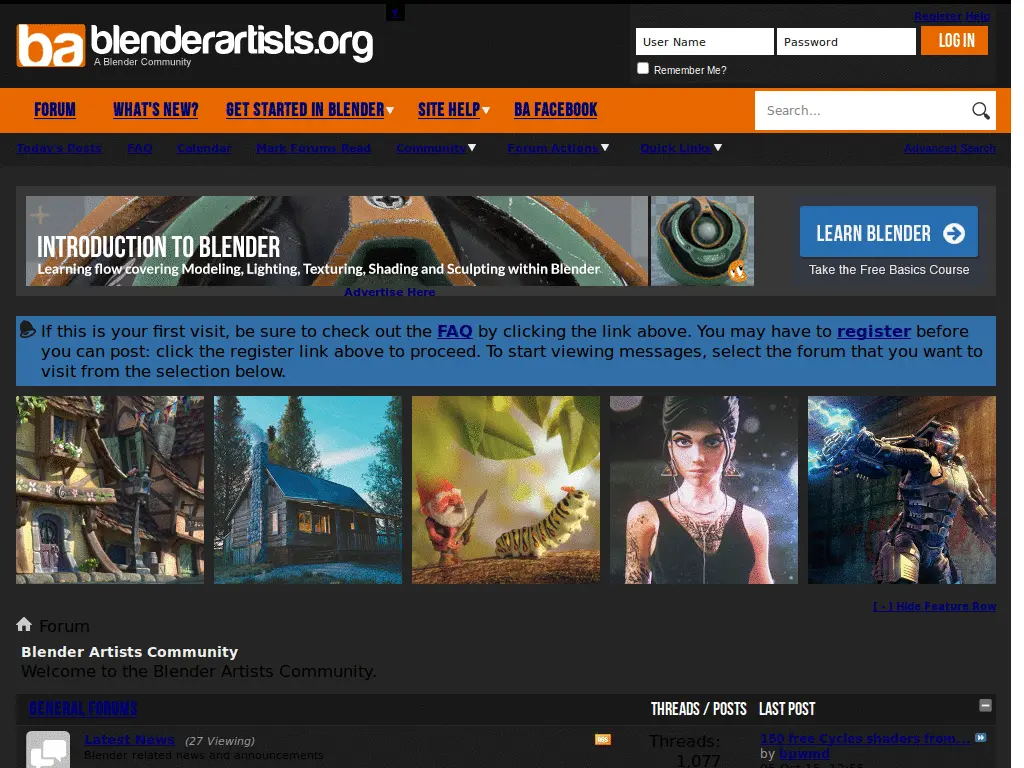 Register Help
ba blenderartists.org
A Blender Community
User Name Password LOG IN
Remember Me?
FORUM WHAT'S NEW? GET STARTED IN BLENDER SITE HELP BA FACEBOOK Search...
Today's Posts FAQ Calendar Mark Forums Read Community Forum Actions Quick Links Advanced Search
INTRODUCTION TO BLENDER
Learning flow covering Modeling, Lighting, Texturing, Shading and Sculpting within Blender
LEARN BLENDER
Take the Free Basics Course
Advertise Here
If this is your first visit, be sure to check out the FAQ by clicking the link above. You may have to register before
you can post: click the register link above to proceed. To start viewing messages, select the forum that you want to
visit from the selection below.
[ - ] Hide Feature Row
Forum
Blender Artists Community
Welcome to the Blender Artists Community.
GENERAL FORUMS THREADS / POSTS LAST POST
Latest News (27 Viewing) RSS Threads: 180 free Cycles shaders from...
Blender related news and announcements 1,077 by bpwmd